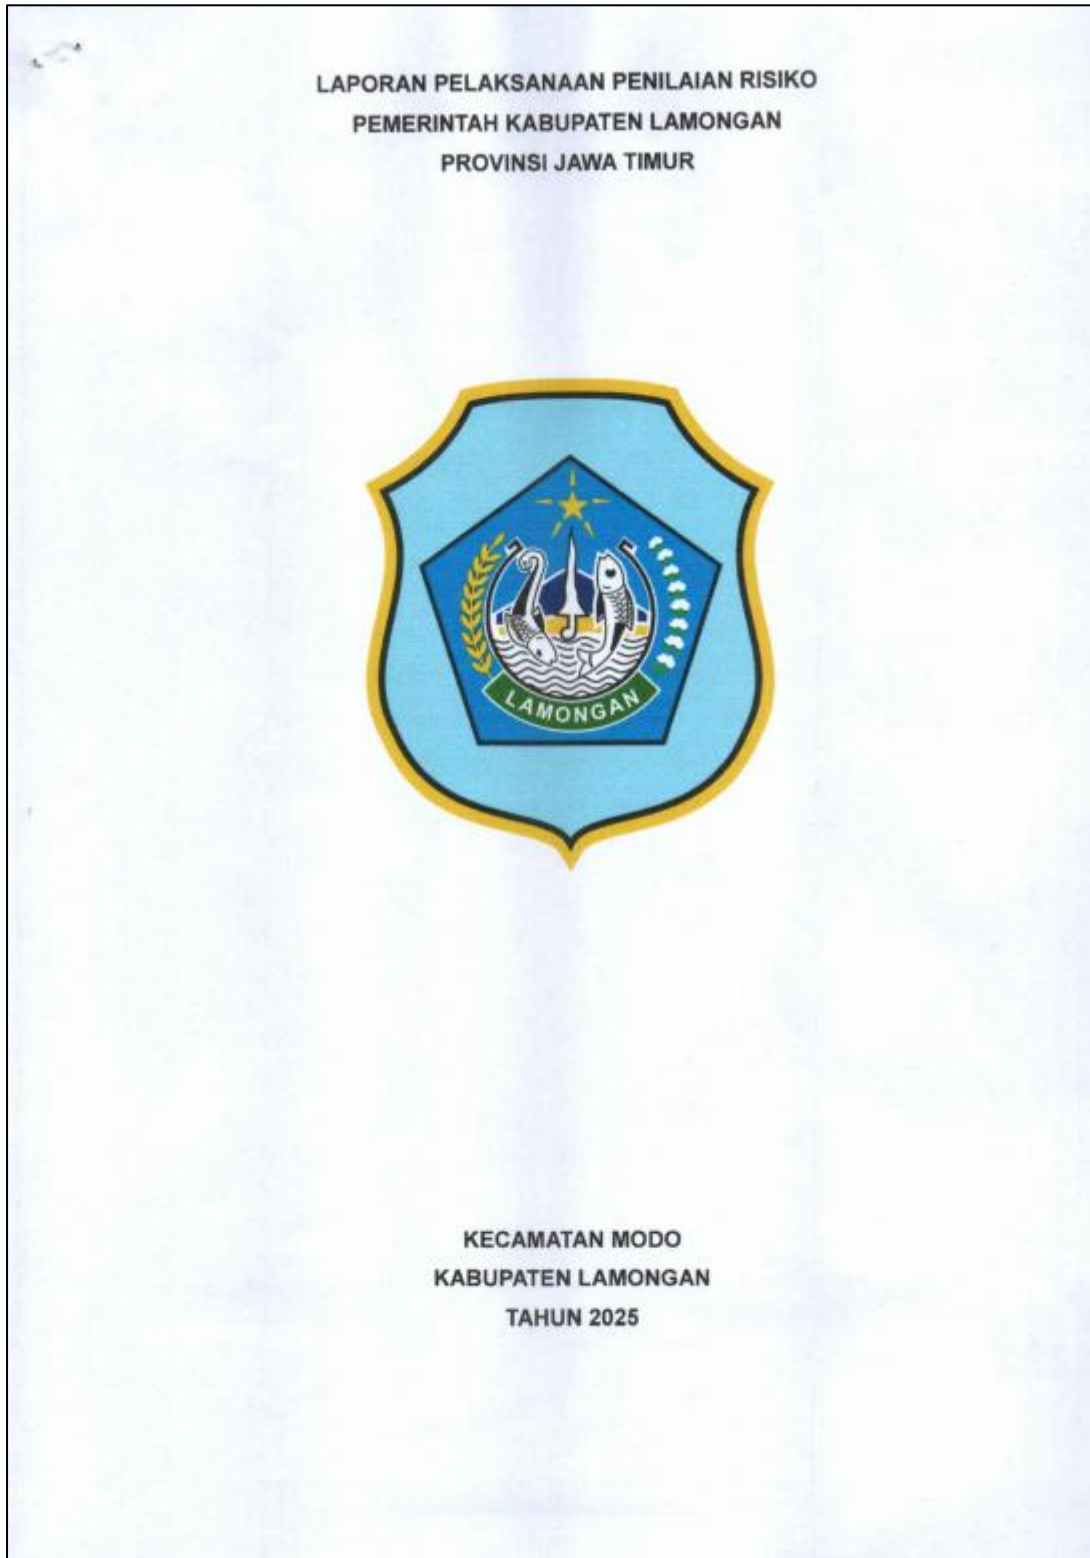 LAPORAN PELAKSANAAN PENILAIAN RISIKO
PEMERINTAH KABUPATEN LAMONGAN
PROVINSI JAWA TIMUR
LAMONGAN
KECAMATAN MODO
KABUPATEN LAMONGAN
TAHUN 2025